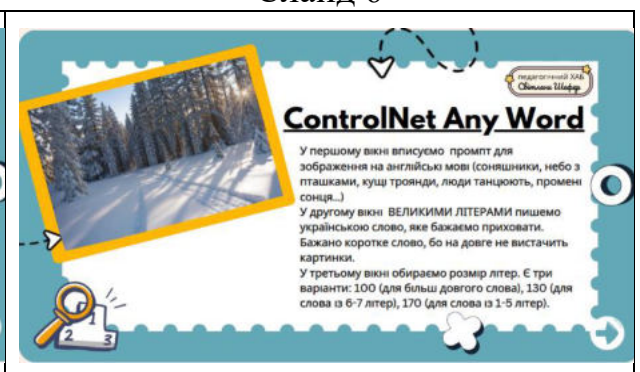 Слайд 6
педагогічний ХАБ
Світлани Шефер
ControlNet Any Word
У першому вікні вписуємо промпт для
зображення на англійські мові (соняшники, небо з
пташками, кущі троянди, люди танцюють, промені
сонця...)
У другому вікні ВЕЛИКИМИ ЛІТЕРАМИ пишемо
українською слово, яке бажаємо приховати.
Бажано коротке слово, бо на довге не вистачить
картинки.
У третьому вікні обираємо розмір літер. Є три
варіанти: 100 (для більш довгого слова), 130 (для
слова із 6-7 літер), 170 (для слова із 1-5 літер).
1
2 3